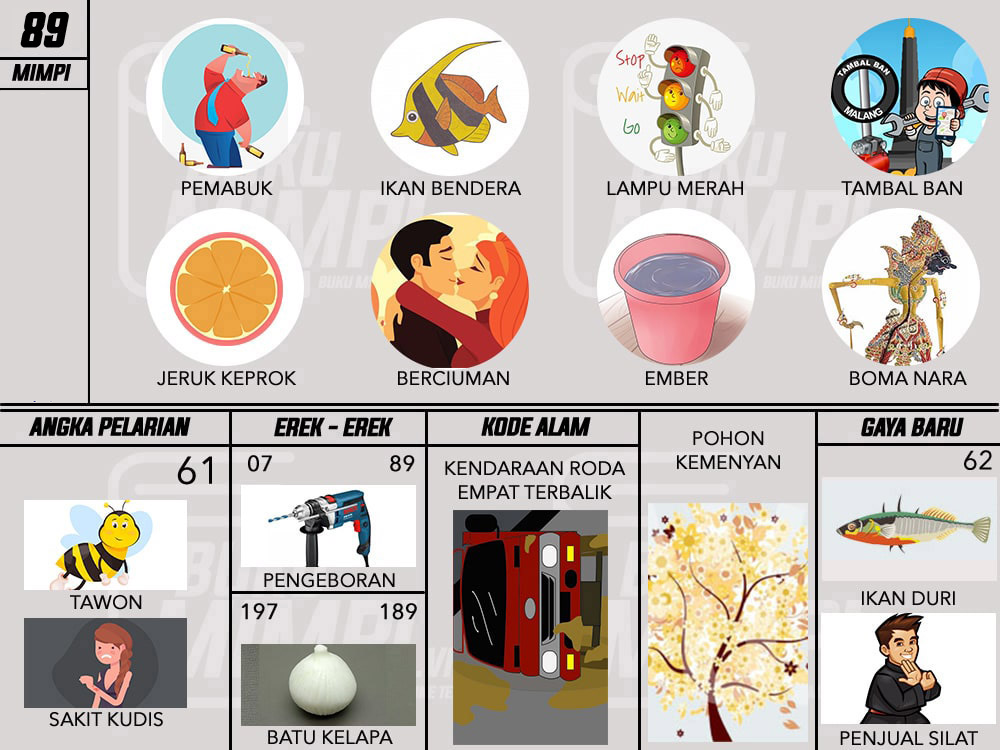 89
MIMPI
Stop
Wait
Go
TAMBAL BAN
MALANG
PEMABUK
IKAN BENDERA
LAMPU MERAH
TAMBAL BAN
JERUK KEPROK
BERCIUMAN
EMBER
BOMA NARA
ANGKA PELARIAN
61
TAWON
SAKIT KUDIS
EREK - EREK
07 89
PENGEBORAN
197 189
BATU KELAPA
KODE ALAM
KENDARAAN RODA
EMPAT TERBALIK
POHON
KEMENYAN
GAYA BARU
62
IKAN DURI
PENJUAL SILAT
BUKU
MIMPI